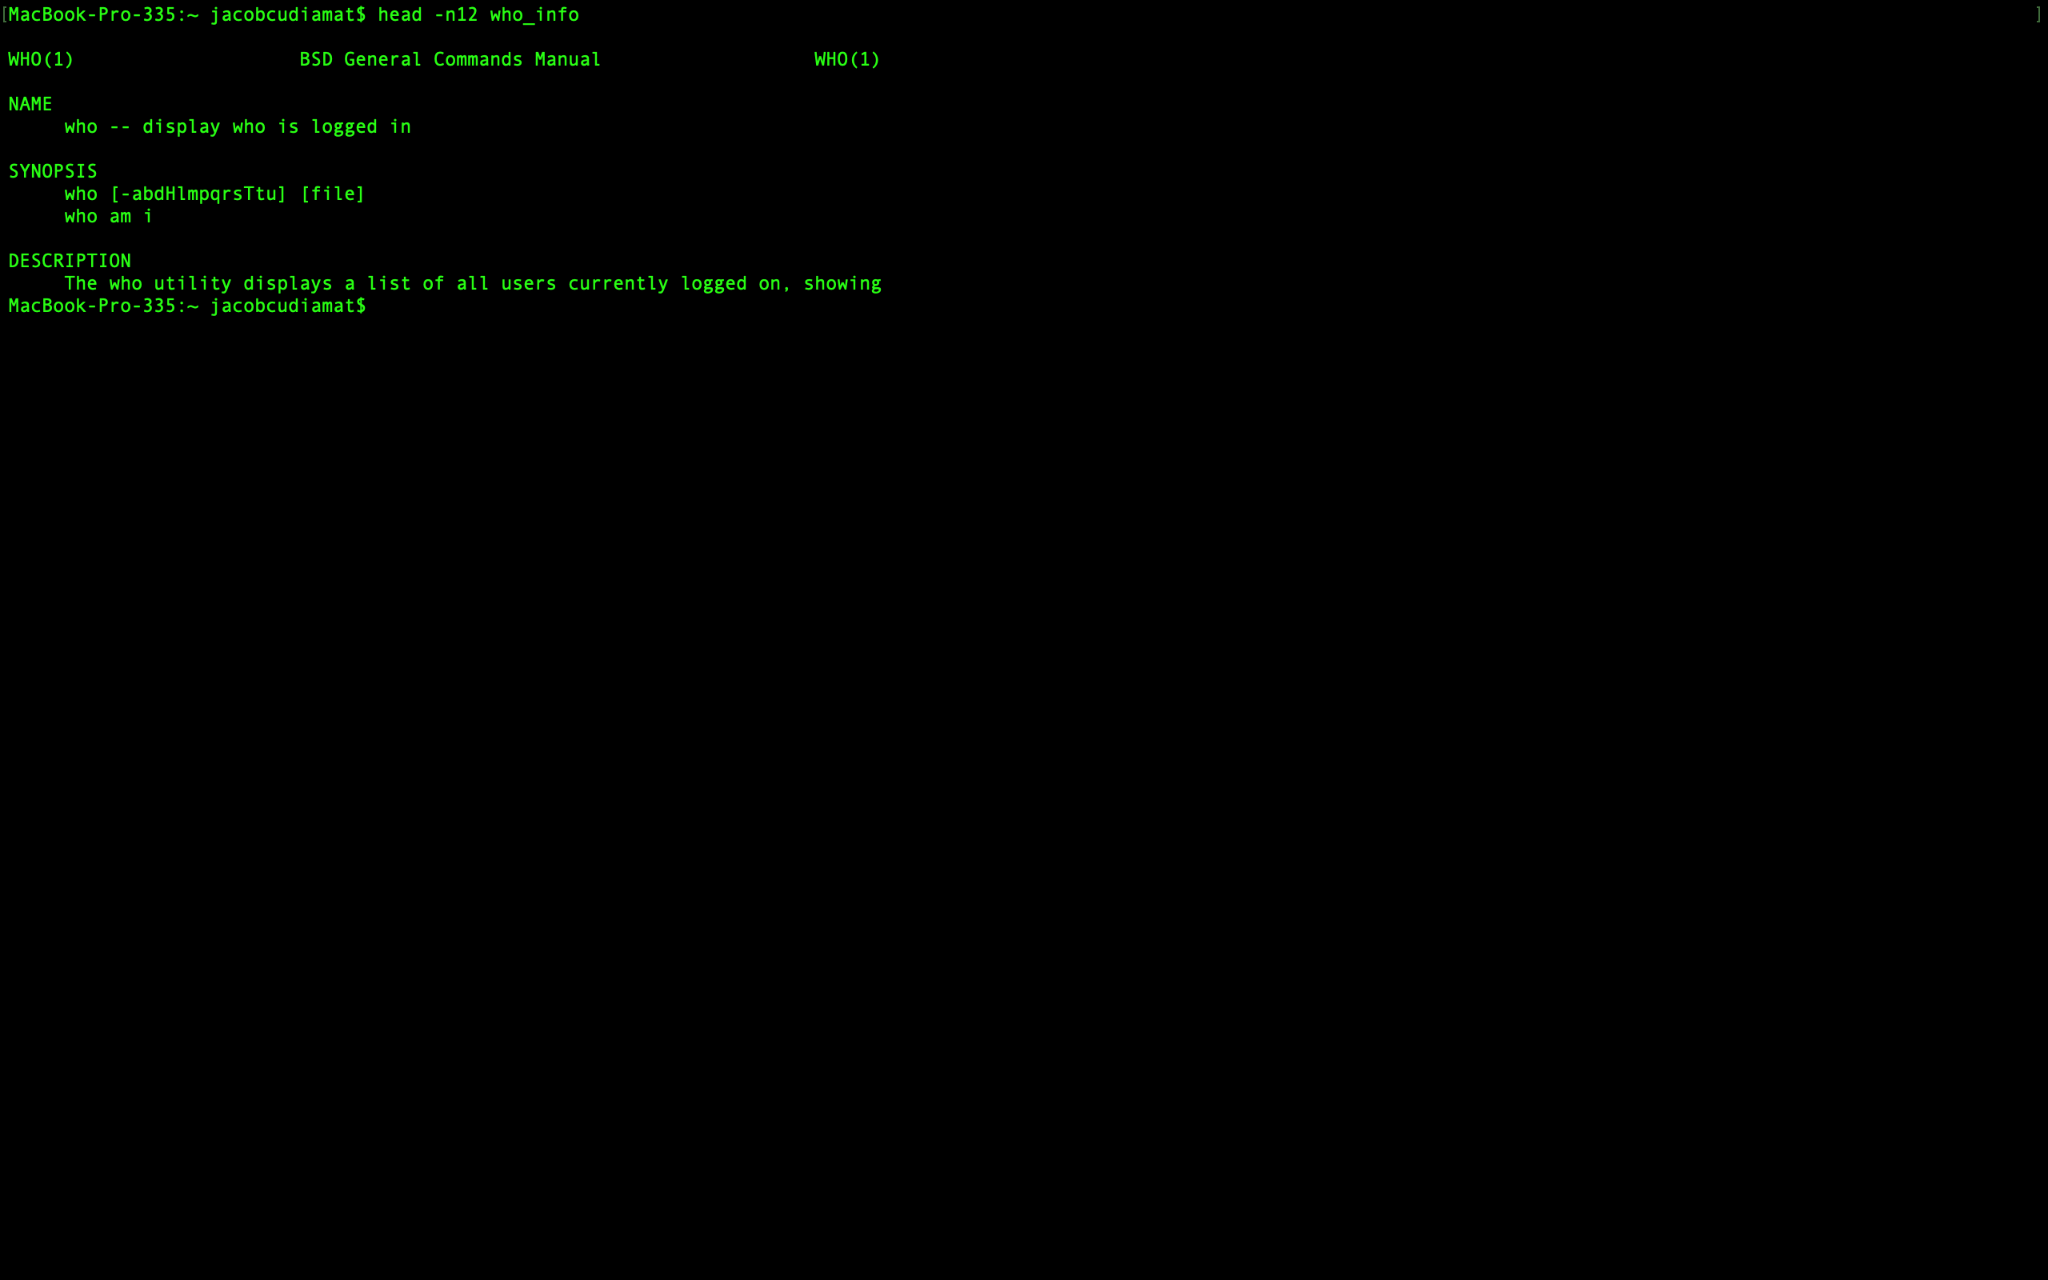 [MacBook-Pro-335:~ jacobcudiamat$ head -n12 who_info ]
WHO(1) BSD General Commands Manual WHO(1)
NAME
who -- display who is logged in
SYNOPSIS
who [-abdHlmpqrsTtu] [file]
who am i
DESCRIPTION
The who utility displays a list of all users currently logged on, showing
MacBook-Pro-335:~ jacobcudiamat$